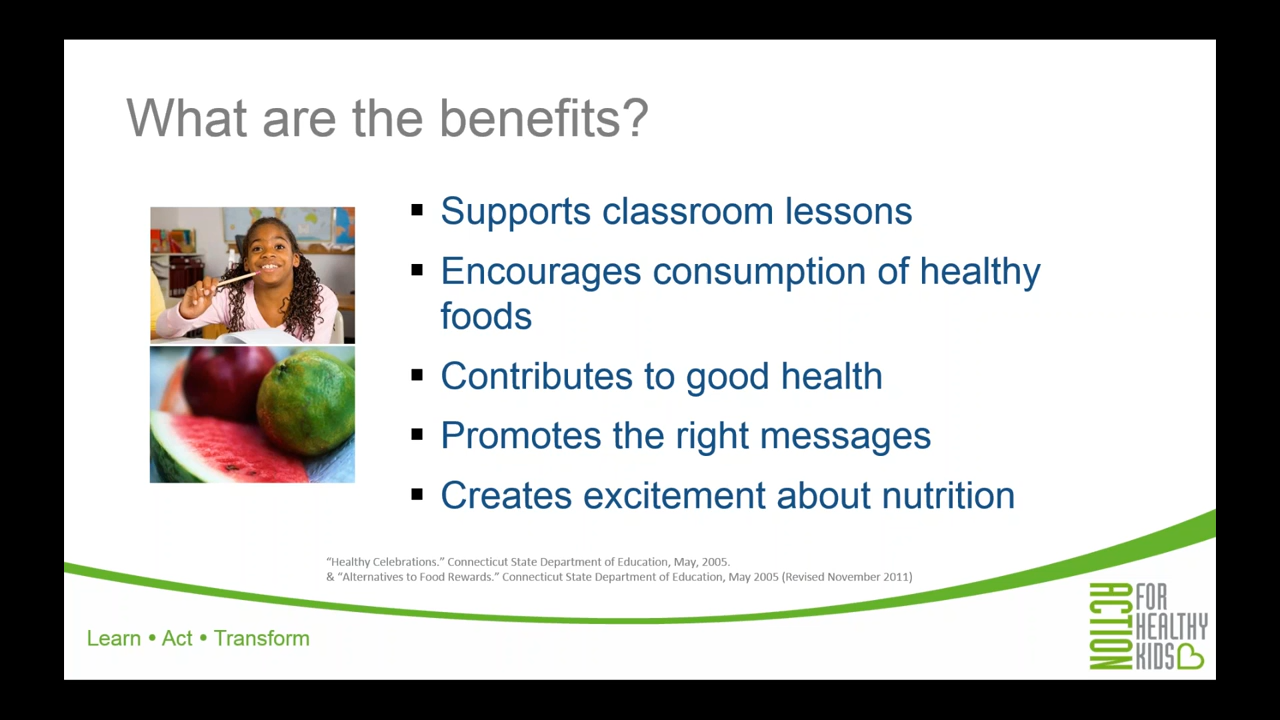 What are the benefits?
▪ Supports classroom lessons
▪ Encourages consumption of healthy
foods
▪ Contributes to good health
▪ Promotes the right messages
▪ Creates excitement about nutrition
“Healthy Celebrations.” Connecticut State Department of Education, May, 2005.
& “Alternatives to Food Rewards.” Connecticut State Department of Education, May 2005 (Revised November 2011)
Learn • Act • Transform
ACTION
FOR
HEALTHY
KIDS